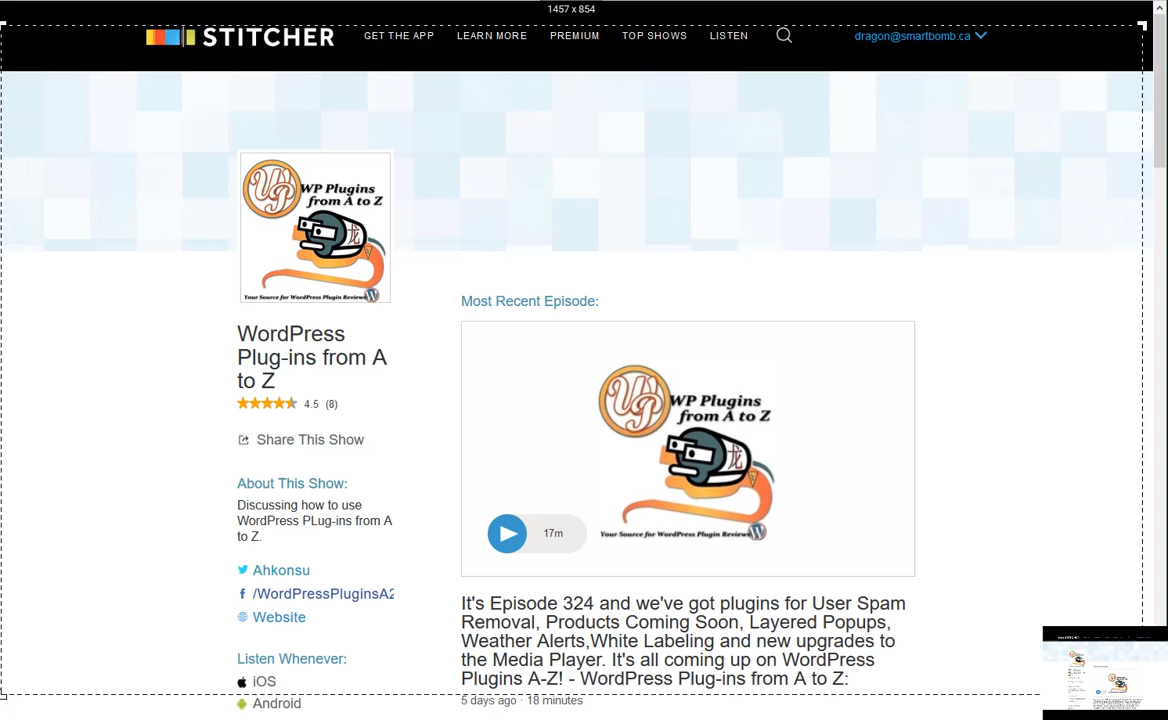 1457 x 854
STITCHER GET THE APP LEARN MORE PREMIUM TOP SHOWS LISTEN dragon@smartbomb.ca
WP Plugins
from A to Z
龙
Your Source for WordPress Plugin Reviews
WordPress
Plug-ins from A
to Z
4.5 (8)
Share This Show
About This Show:
Discussing how to use
WordPress PLug-ins from A
to Z.
Ahkonsu
/WordPressPluginsA2
Website
Listen Whenever:
iOS
Android
Most Recent Episode:
WP Plugins
from A to Z
龙
Your Source for WordPress Plugin Reviews
17m
It's Episode 324 and we've got plugins for User Spam
Removal, Products Coming Soon, Layered Popups,
Weather Alerts,White Labeling and new upgrades to
the Media Player. It's all coming up on WordPress
Plugins A-Z! - WordPress Plug-ins from A to Z:
5 days ago · 18 minutes